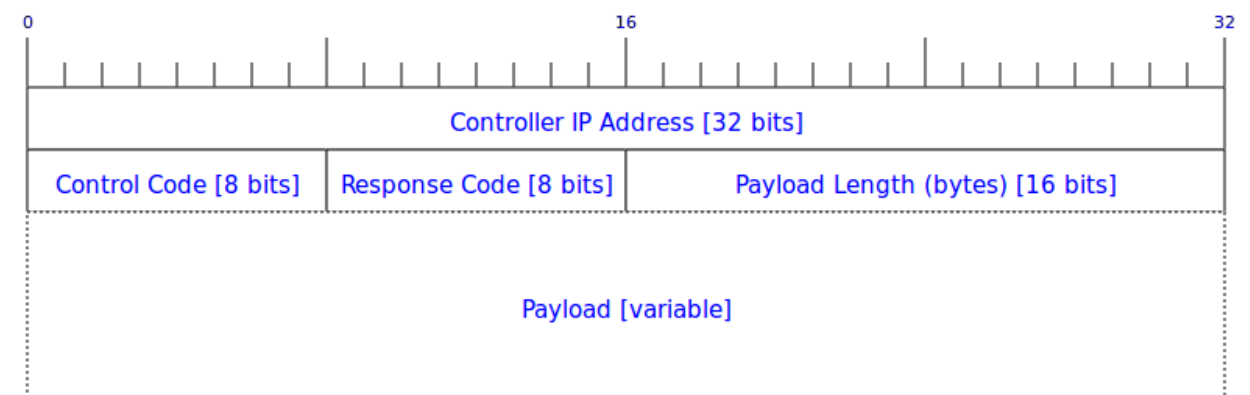 0 16 32
Controller IP Address [32 bits]
Control Code [8 bits] Response Code [8 bits] Payload Length (bytes) [16 bits]
Payload [variable]